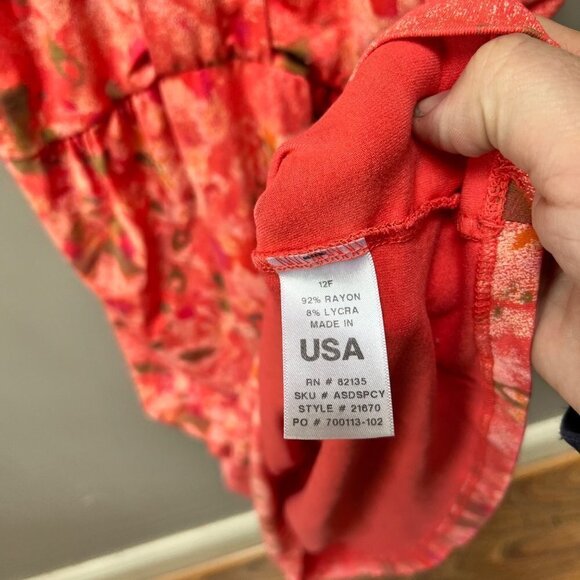 12F
92% RAYON
8% LYCRA
MADE IN
USA
RN # 82135
SKU # ASDSPCY
STYLE # 21670
PO # 700113-102